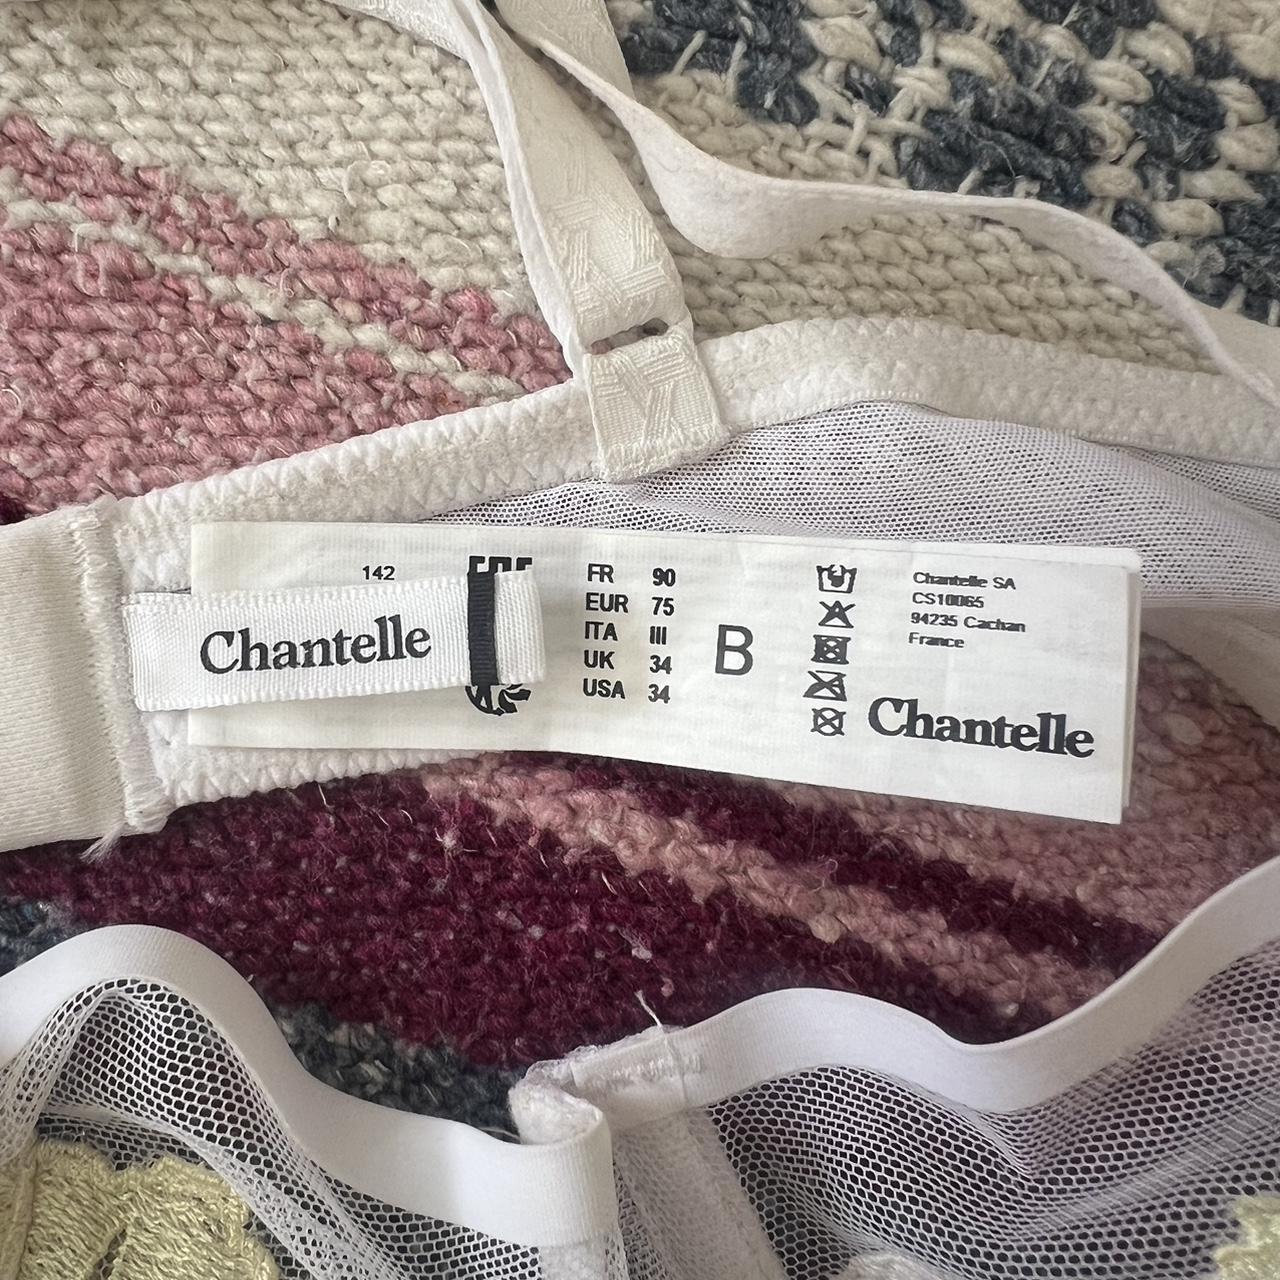 142
Chantelle
FR 90
EUR 75
ITA III
UK 34
USA 34
B
Chantelle SA
CS10065
94235 Cachan
France
Chantelle